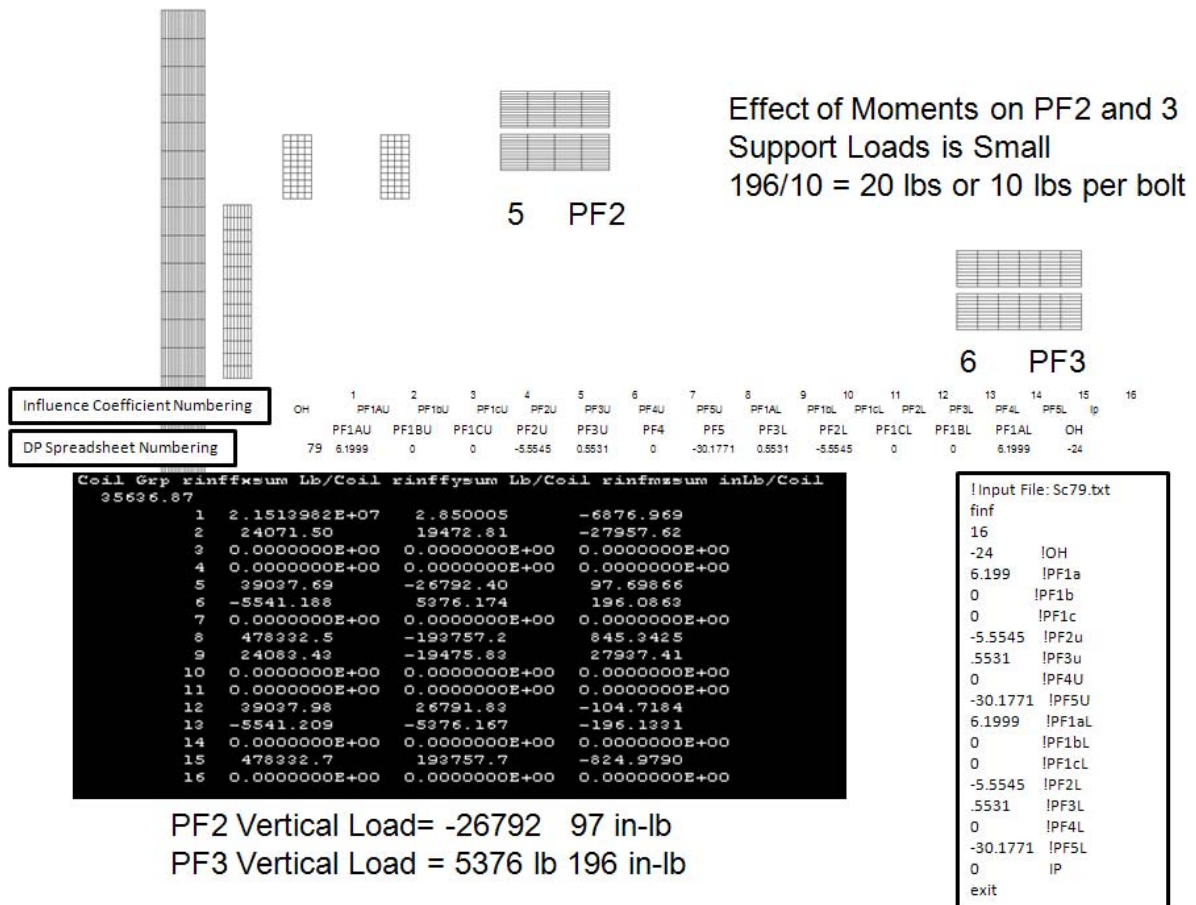 Effect of Moments on PF2 and 3
Support Loads is Small
196/10 = 20 lbs or 10 lbs per bolt
5 PF2
6 PF3
Influence Coefficient Numbering
1 2 3 4 5 6 7 8 9 10 11 12 13 14 15 16
OH PF1AU PF1bU PF1cU PF2U PF3U PF4U PF5U PF1AL PF1bL PF1cL PF2L PF3L PF4L PF5L Ip
DP Spreadsheet Numbering
PF1AU PF1BU PF1CU PF2U PF3U PF4 PF5 PF3L PF2L PF1CL PF1BL PF1AL OH
79 6.1999 0 0 -5.5545 0.5531 0 -30.1771 0.5531 -5.5545 0 0 6.1999 -24
Coil Grp rinffxsum Lb/Coil rinffysum Lb/Coil rinfmzsum inLb/Coil
35636.87
1 2.1513982E+07 2.850005 -6876.969
2 24071.50 19472.81 -27957.62
3 0.0000000E+00 0.0000000E+00 0.0000000E+00
4 0.0000000E+00 0.0000000E+00 0.0000000E+00
5 39037.69 -26792.40 97.69866
6 -5541.188 5376.174 196.0863
7 0.0000000E+00 0.0000000E+00 0.0000000E+00
8 478332.5 -193757.2 845.3425
9 24083.43 -19475.83 27937.41
10 0.0000000E+00 0.0000000E+00 0.0000000E+00
11 0.0000000E+00 0.0000000E+00 0.0000000E+00
12 39037.98 26791.83 -104.7184
13 -5541.209 -5376.167 -196.1331
14 0.0000000E+00 0.0000000E+00 0.0000000E+00
15 478332.7 193757.7 -824.9790
16 0.0000000E+00 0.0000000E+00 0.0000000E+00
! Input File: Sc79.txt
finf
16
-24 !OH
6.199 !PF1a
0 !PF1b
0 !PF1c
-5.5545 !PF2u
.5531 !PF3u
0 !PF4U
-30.1771 !PF5U
6.1999 !PF1aL
0 !PF1bL
0 !PF1cL
-5.5545 !PF2L
.5531 !PF3L
0 !PF4L
-30.1771 !PF5L
0 IP
exit
PF2 Vertical Load= -26792 97 in-lb
PF3 Vertical Load = 5376 lb 196 in-lb